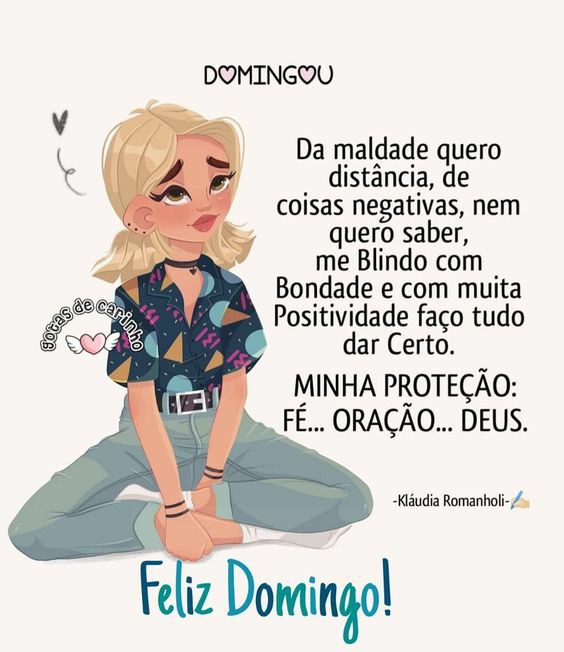 DOMINGOU
Da maldade quero
distância, de
coisas negativas, nem
quero saber,
me Blindo com
Bondade e com muita
Positividade faço tudo
dar Certo.
MINHA PROTEÇÃO:
FÉ... ORAÇÃO... DEUS.
gotas de carinho
-Kláudia Romanholi-✍🏼
Feliz Domingo!